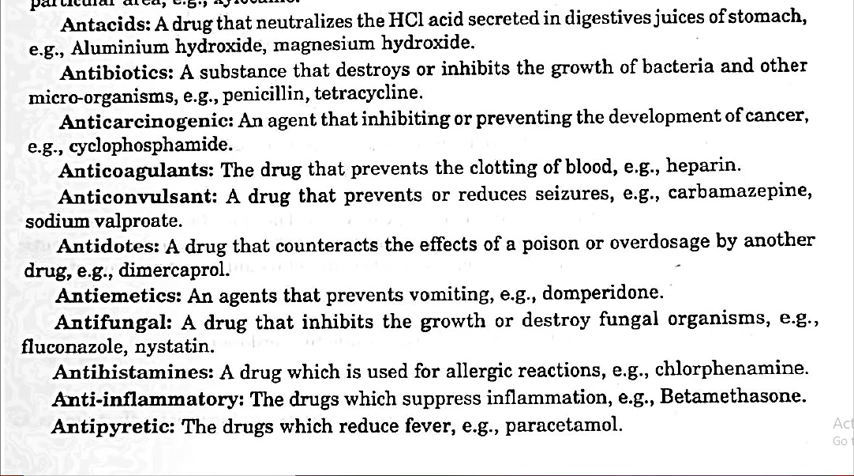 Antacids: A drug that neutralizes the HCl acid secreted in digestives juices of stomach,
e.g., Aluminium hydroxide, magnesium hydroxide.
Antibiotics: A substance that destroys or inhibits the growth of bacteria and other
micro-organisms, e.g., penicillin, tetracycline.
Anticarcinogenic: An agent that inhibiting or preventing the development of cancer,
e.g., cyclophosphamide.
Anticoagulants: The drug that prevents the clotting of blood, e.g., heparin.
Anticonvulsant: A drug that prevents or reduces seizures, e.g., carbamazepine,
sodium valproate.
Antidotes: A drug that counteracts the effects of a poison or overdosage by another
drug, e.g., dimercaprol.
Antiemetics: An agents that prevents vomiting, e.g., domperidone.
Antifungal: A drug that inhibits the growth or destroy fungal organisms, e.g.,
fluconazole, nystatin.
Antihistamines: A drug which is used for allergic reactions, e.g., chlorphenamine.
Anti-inflammatory: The drugs which suppress inflammation, e.g., Betamethasone.
Antipyretic: The drugs which reduce fever, e.g., paracetamol.
Act
Go t